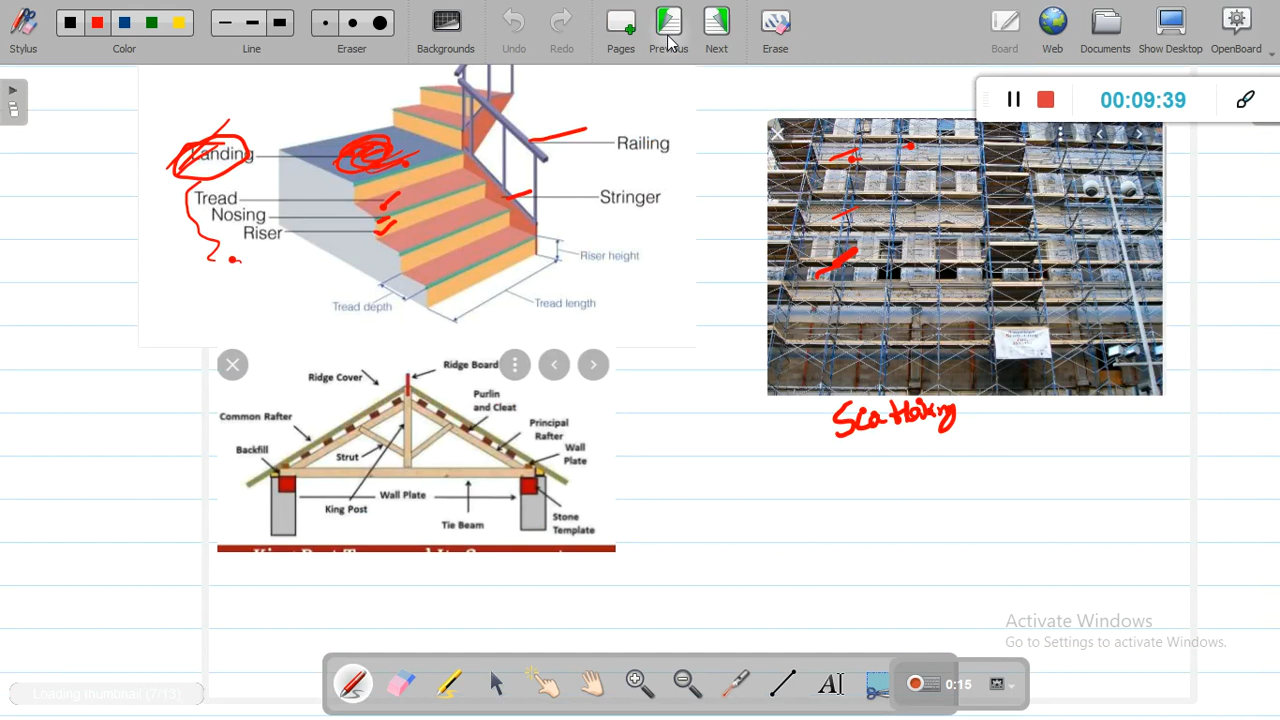 Stylus
Color
Line
Eraser
Backgrounds
Undo
Redo
Pages
Previous
Next
Erase
Board
Web
Documents
Show Desktop
OpenBoard
00:09:39
Landing
Tread
Nosing
Riser
Railing
Stringer
Riser height
Tread depth
Tread length
Ridge Cover
Ridge Board
Common Rafter
Purlin
and Cleat
Principal
Rafter
Backfill
Strut
Wall
Plate
Wall Plate
King Post
Tie Beam
Stone
Template
Activate Windows
Go to Settings to activate Windows.
Loading thumbnail (7/13)
0:15